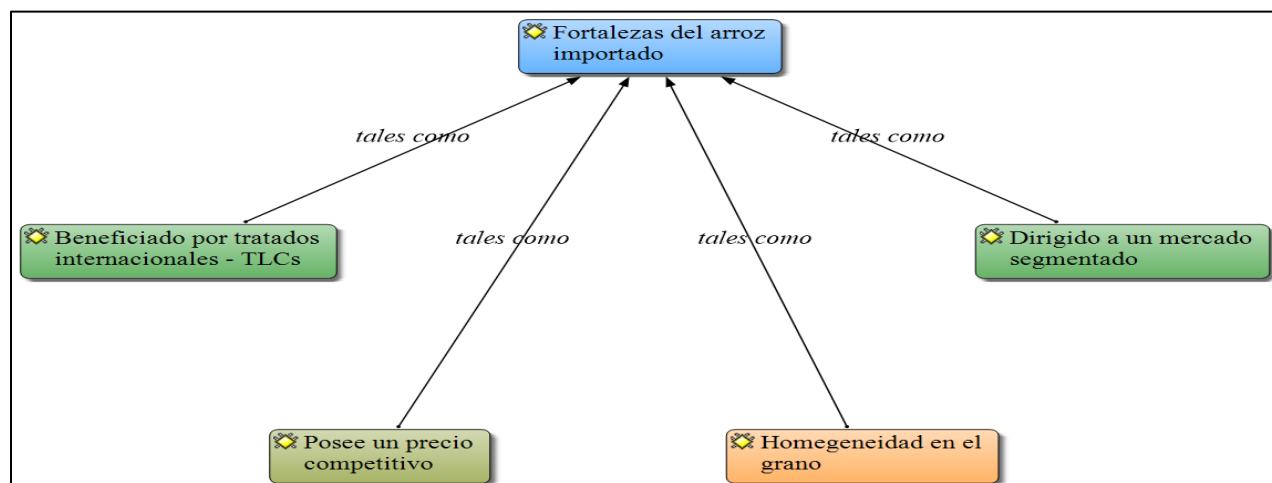 Fortalezas del arroz
importado
tales como
tales como
tales como
tales como
Beneficiado por tratados
internacionales - TLCs
Dirigido a un mercado
segmentado
Posee un precio
competitivo
Homegeneidad en el
grano